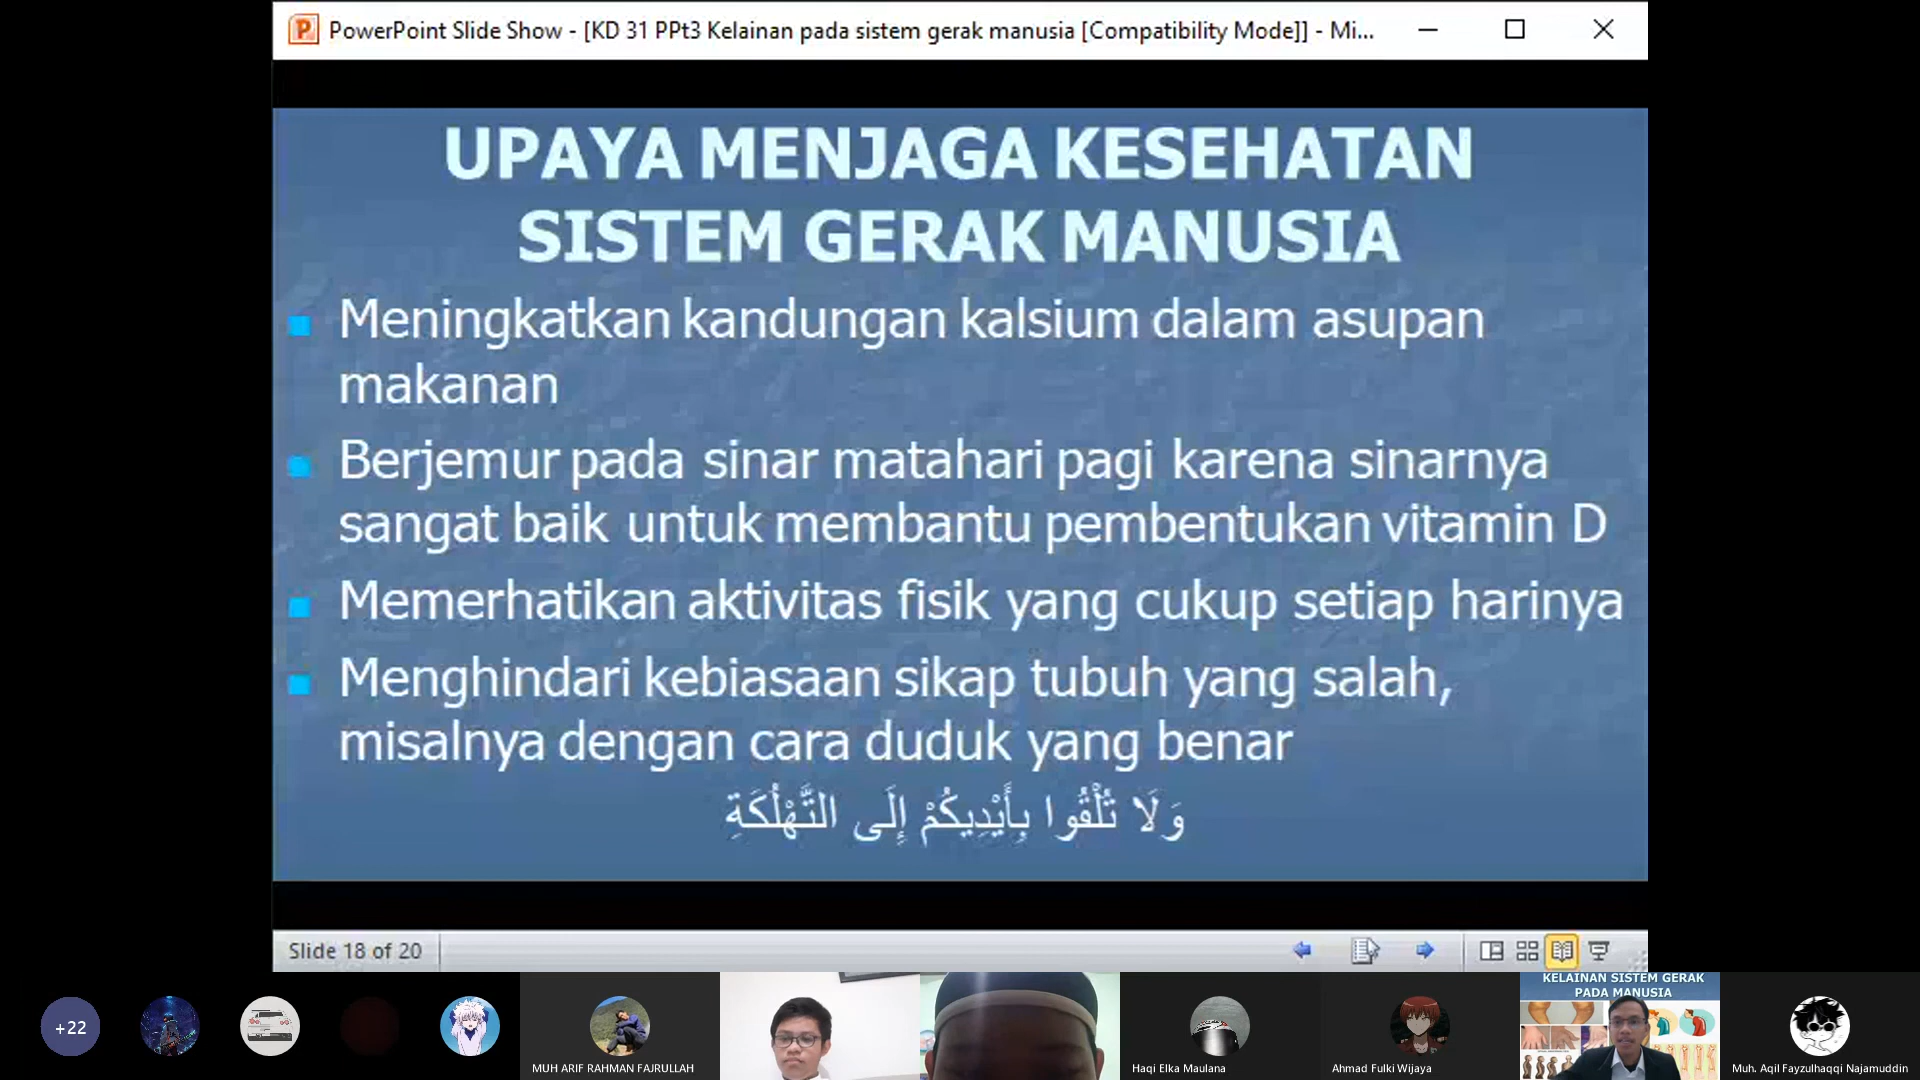 PowerPoint Slide Show - [KD 31 PPt3 Kelainan pada sistem gerak manusia [Compatibility Mode]] - Mi...
UPAYA MENJAGA KESEHATAN
SISTEM GERAK MANUSIA
Meningkatkan kandungan kalsium dalam asupan
makanan
Berjemur pada sinar matahari pagi karena sinarnya
sangat baik untuk membantu pembentukan vitamin D
Memerhatikan aktivitas fisik yang cukup setiap harinya
Menghindari kebiasaan sikap tubuh yang salah,
misalnya dengan cara duduk yang benar
وَلَا تُلْقُوا بِأَيْدِيكُمْ إِلَى التَّهْلُكَةِ
Slide 18 of 20
+22
MUH ARIF RAHMAN FAJRULLAH
Haqi Elka Maulana
Ahmad Fulki Wijaya
KELAINAN SISTEM GERAK
PADA MANUSIA
Muh. Aqil Fayzulhaqqi Najamuddin